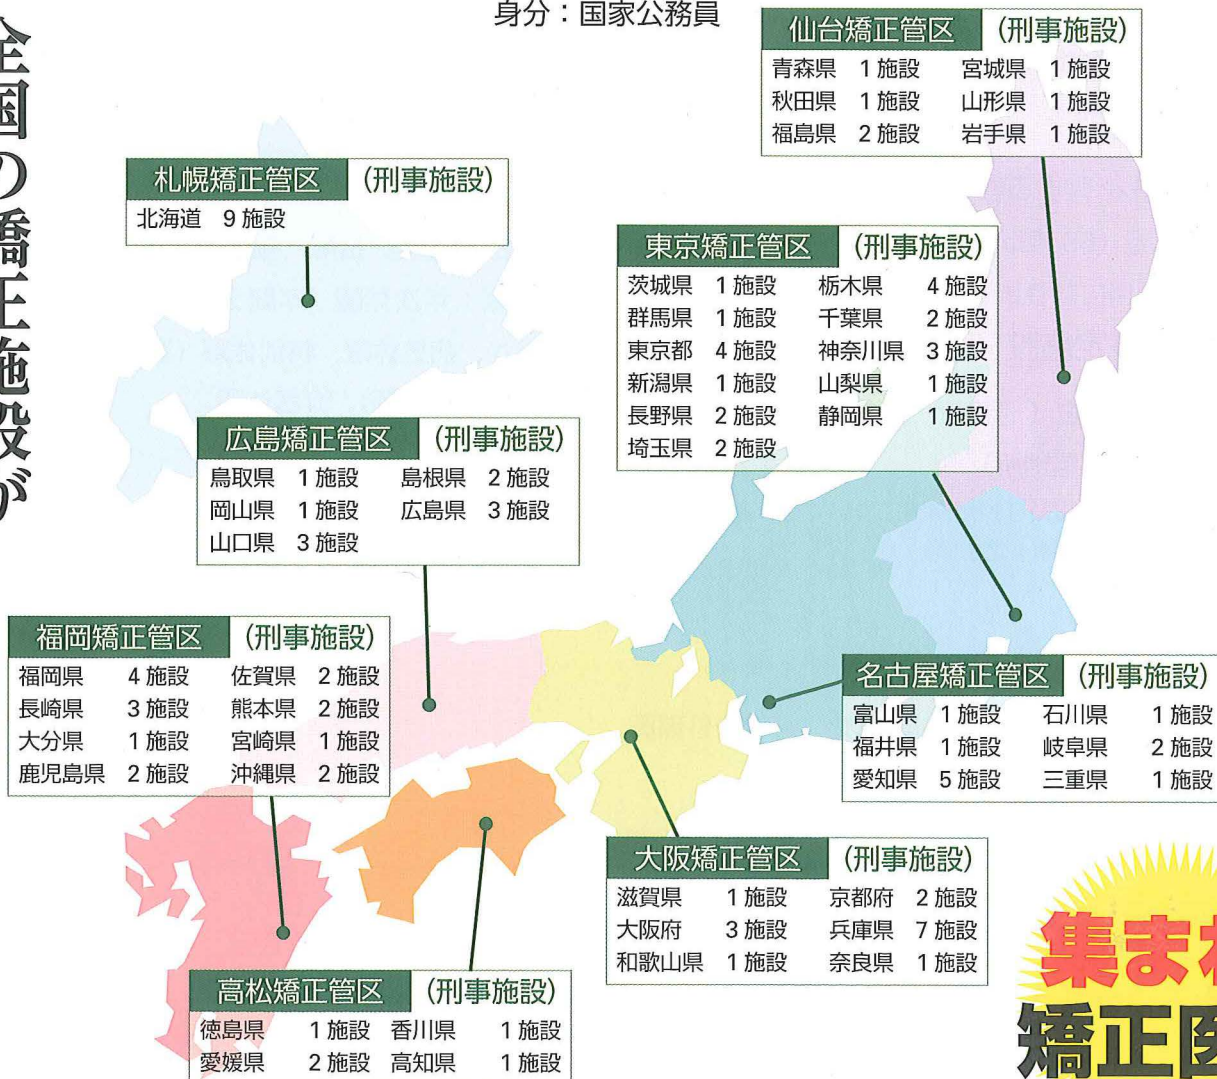 全国の矯正施設が
身分：国家公務員
仙台矯正管区 （刑事施設）
青森県 1施設 宮城県 1施設
秋田県 1施設 山形県 1施設
福島県 2施設 岩手県 1施設
札幌矯正管区 （刑事施設）
北海道 9施設
東京矯正管区 （刑事施設）
茨城県 1施設 栃木県 4施設
群馬県 1施設 千葉県 2施設
東京都 4施設 神奈川県 3施設
新潟県 1施設 山梨県 1施設
長野県 2施設 静岡県 1施設
埼玉県 2施設
広島矯正管区 （刑事施設）
鳥取県 1施設 島根県 2施設
岡山県 1施設 広島県 3施設
山口県 3施設
福岡矯正管区 （刑事施設）
福岡県 4施設 佐賀県 2施設
長崎県 3施設 熊本県 2施設
大分県 1施設 宮崎県 1施設
鹿児島県 2施設 沖縄県 2施設
名古屋矯正管区 （刑事施設）
富山県 1施設 石川県 1施設
福井県 1施設 岐阜県 2施設
愛知県 5施設 三重県 1施設
大阪矯正管区 （刑事施設）
滋賀県 1施設 京都府 2施設
大阪府 3施設 兵庫県 7施設
和歌山県 1施設 奈良県 1施設
高松矯正管区 （刑事施設）
徳島県 1施設 香川県 1施設
愛媛県 2施設 高知県 1施設
集まれ
矯正医